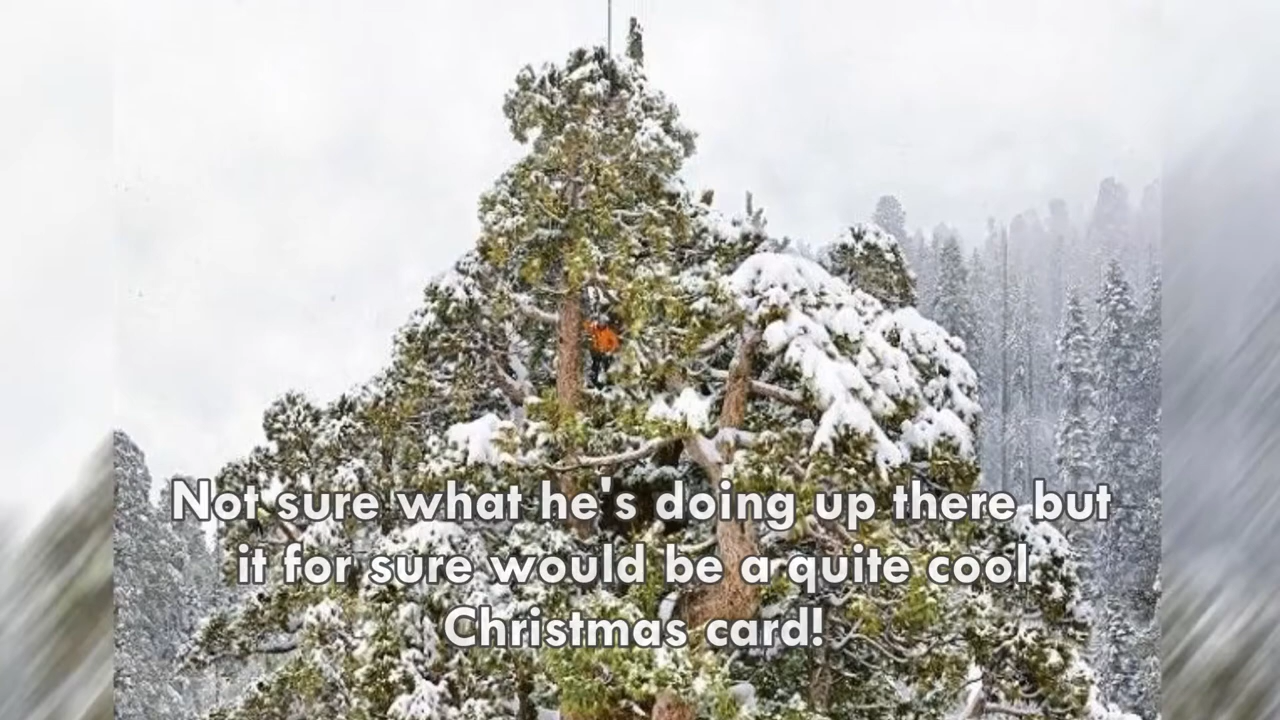 Not sure what he's doing up there but
it for sure would be a quite cool
Christmas card!